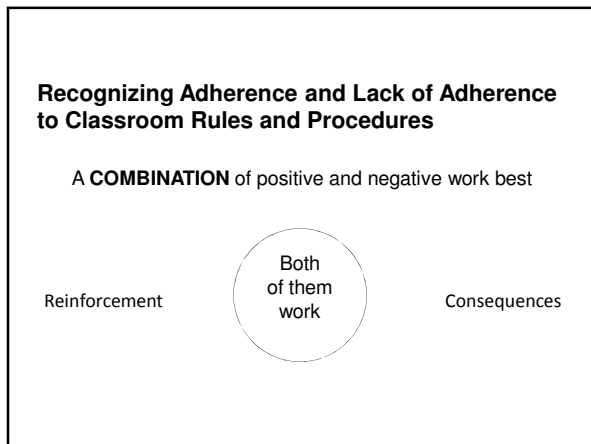 Recognizing Adherence and Lack of Adherence
to Classroom Rules and Procedures
A COMBINATION of positive and negative work best
Both
of them
work
Reinforcement
Consequences